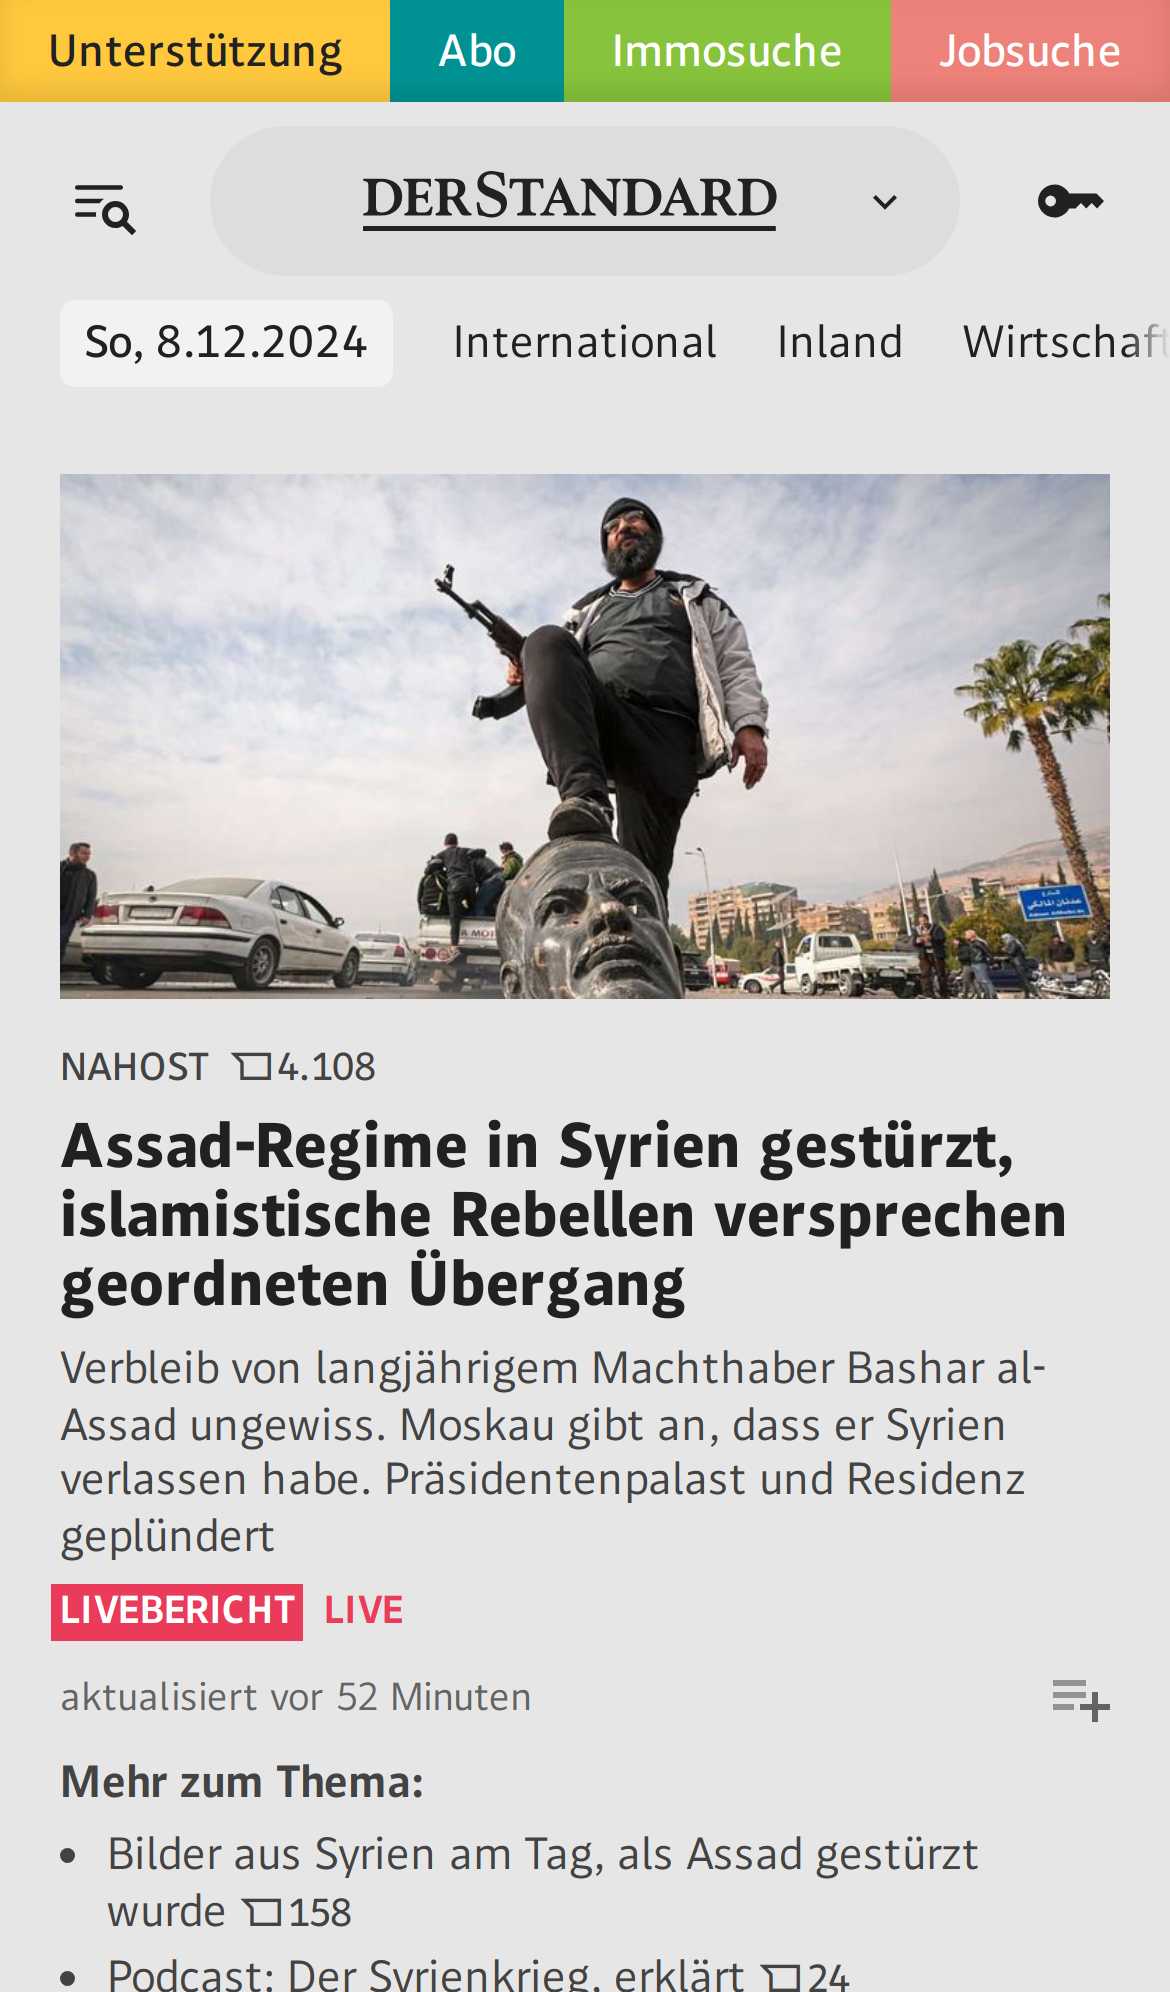 Unterstützung Abo Immosuche Jobsuche
DERSTANDARD
So, 8.12.2024 International Inland Wirtschaft
عدنان المالكي
NAHOST 4.108
Assad-Regime in Syrien gestürzt,
islamistische Rebellen versprechen
geordneten Übergang
Verbleib von langjährigem Machthaber Bashar al-
Assad ungewiss. Moskau gibt an, dass er Syrien
verlassen habe. Präsidentenpalast und Residenz
geplündert
LIVEBERICHT LIVE
aktualisiert vor 52 Minuten
Mehr zum Thema:
• Bilder aus Syrien am Tag, als Assad gestürzt
wurde 158
• Podcast: Der Syrienkrieg, erklärt 24